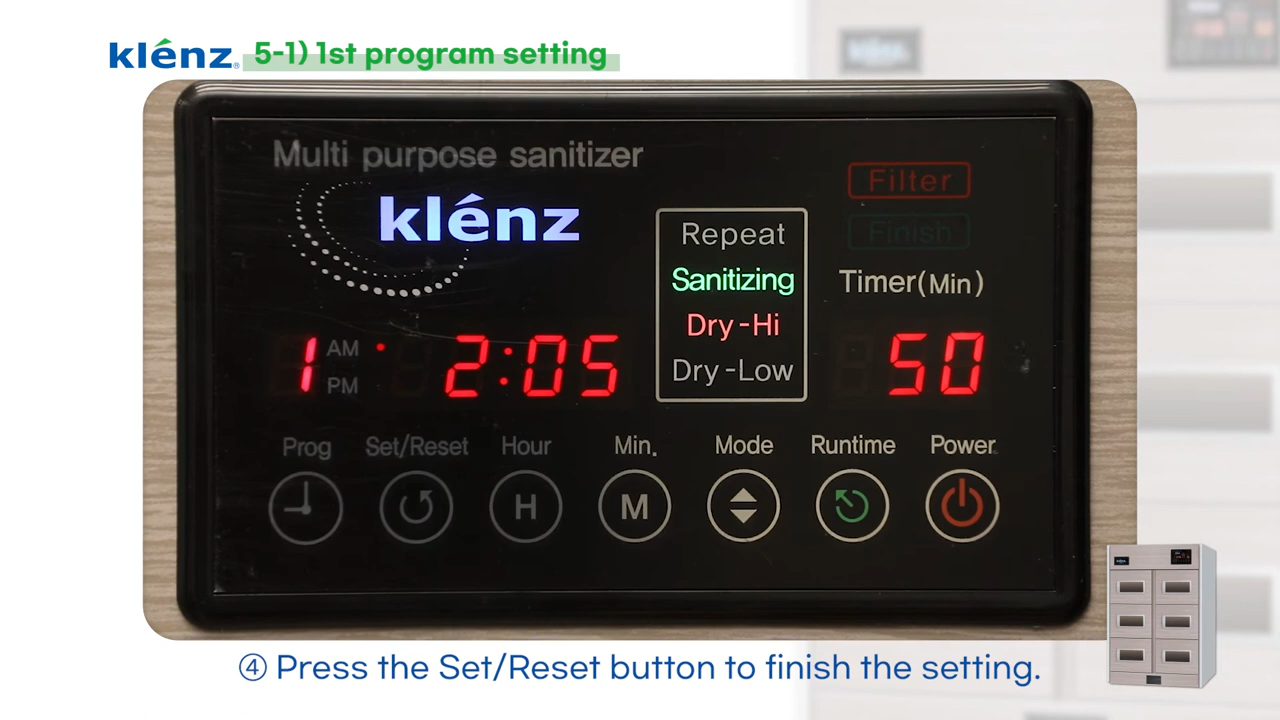 klénz® 5-1) 1st program setting
Multi purpose sanitizer
klénz
Filter
Finish
Repeat
Sanitizing
Dry-Hi
Dry-Low
Timer(Min)
1 AM PM 2:05
50
Prog Set/Reset Hour Min. Mode Runtime Power
H M
④ Press the Set/Reset button to finish the setting.